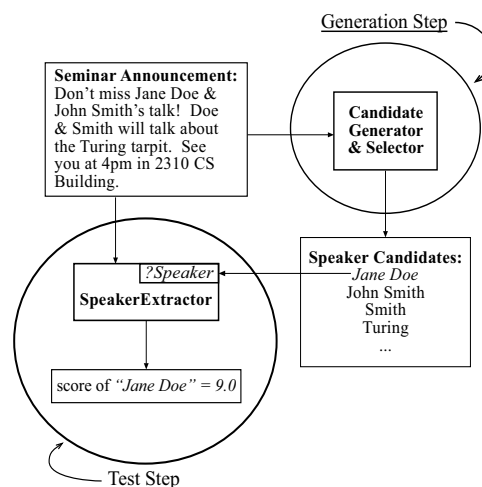 Generation Step
Seminar Announcement:
Don't miss Jane Doe &
John Smith's talk! Doe
& Smith will talk about
the Turing tarpit. See
you at 4pm in 2310 CS
Building.
Candidate
Generator
& Selector
Speaker Candidates:
Jane Doe
John Smith
Smith
Turing
...
?Speaker
SpeakerExtractor
score of “Jane Doe” = 9.0
Test Step